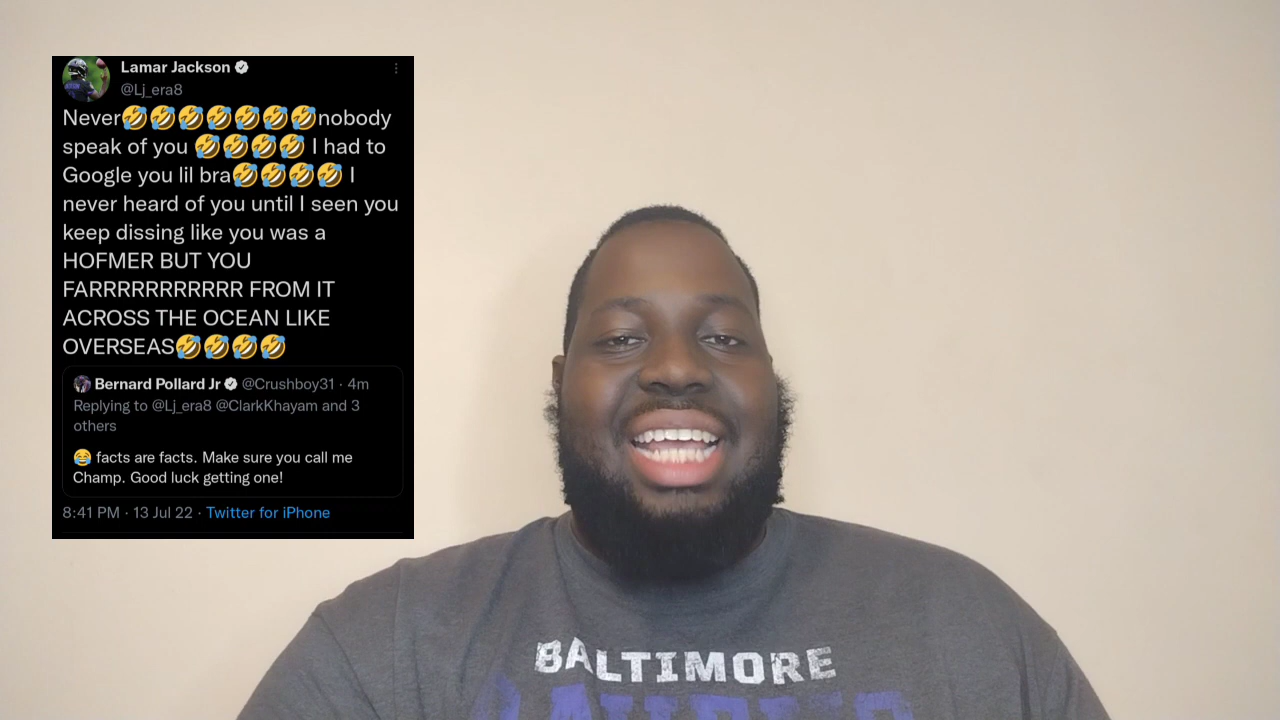 Lamar Jackson
@Lj_era8
Never🤣🤣🤣🤣🤣🤣🤣nobody
speak of you 🤣🤣🤣🤣 I had to
Google you lil bra🤣🤣🤣🤣 I
never heard of you until I seen you
keep dissing like you was a
HOFMER BUT YOU
FARRRRRRRRRRR FROM IT
ACROSS THE OCEAN LIKE
OVERSEAS🤣🤣🤣🤣
Bernard Pollard Jr @Crushboy31 · 4m
Replying to @Lj_era8 @ClarkKhayam and 3
others
😂 facts are facts. Make sure you call me
Champ. Good luck getting one!
8:41 PM · 13 Jul 22 · Twitter for iPhone
BALTIMORE
RAVENS